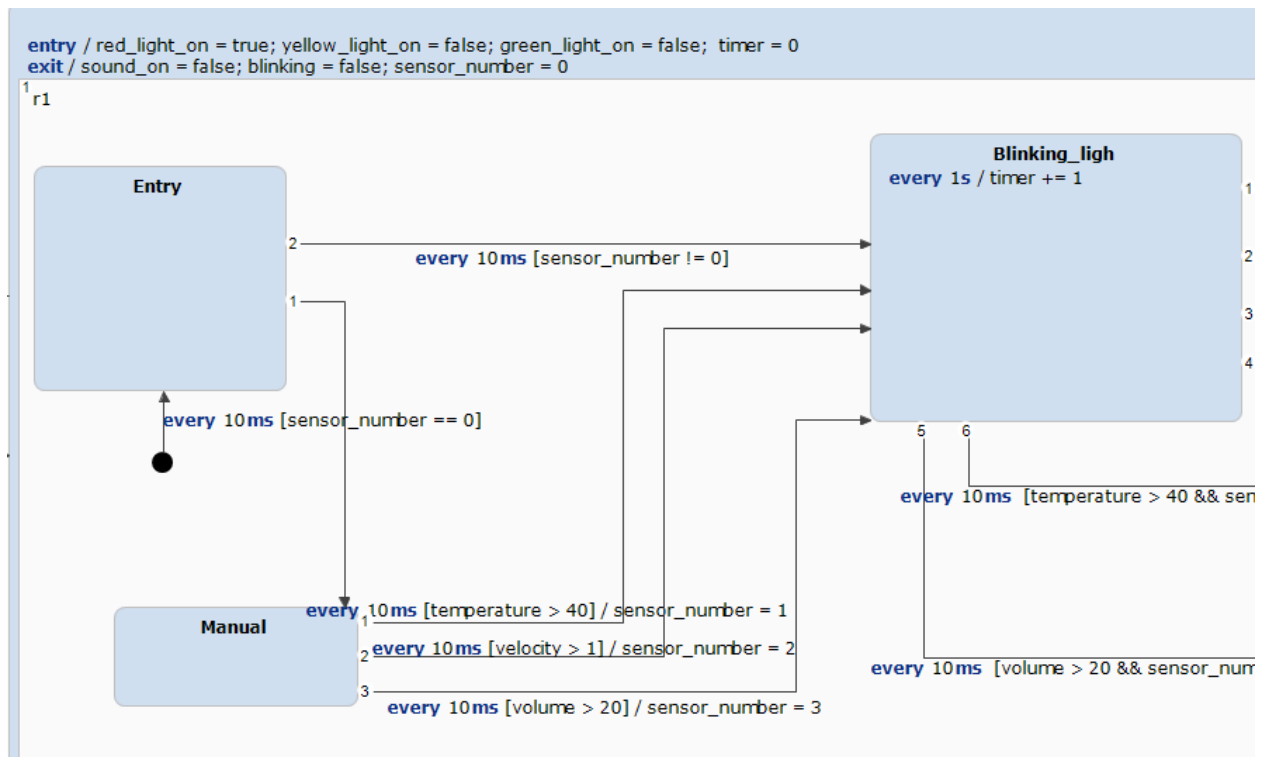 entry / red_light_on = true; yellow_light_on = false; green_light_on = false; timer = 0
exit / sound_on = false; blinking = false; sensor_number = 0
1
r1
Blinking_ligh
every 1s / timer += 1
1
2
3
4
5
6
Entry
2
every 10ms [sensor_number != 0]
1
every 10ms [sensor_number == 0]
every 10ms [temperature > 40 && sen
Manual
every 10ms [temperature > 40] / sensor_number = 1
1
every 10ms [velocity > 1] / sensor_number = 2
2
every 10ms [volume > 20 && sensor_num
3
every 10ms [volume > 20] / sensor_number = 3